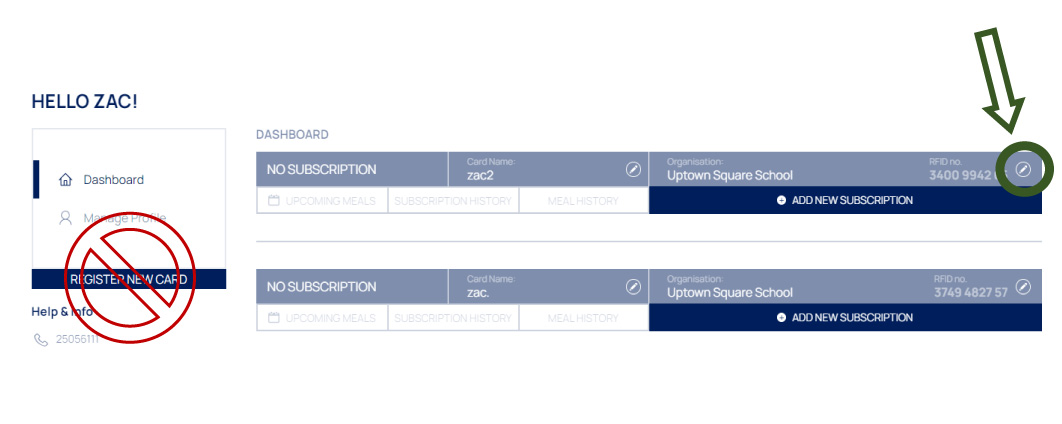 HELLO ZAC!
DASHBOARD
Dashboard
Manage Profile
REGISTER NEW CARD
Help & Info
25056111
NO SUBSCRIPTION
Card Name:
zac2
Organisation:
Uptown Square School
RFID no.
3400 9942
UPCOMING MEALS
SUBSCRIPTION HISTORY
MEAL HISTORY
ADD NEW SUBSCRIPTION
NO SUBSCRIPTION
Card Name:
zac.
Organisation:
Uptown Square School
RFID no.
3749 4827 57
UPCOMING MEALS
SUBSCRIPTION HISTORY
MEAL HISTORY
ADD NEW SUBSCRIPTION